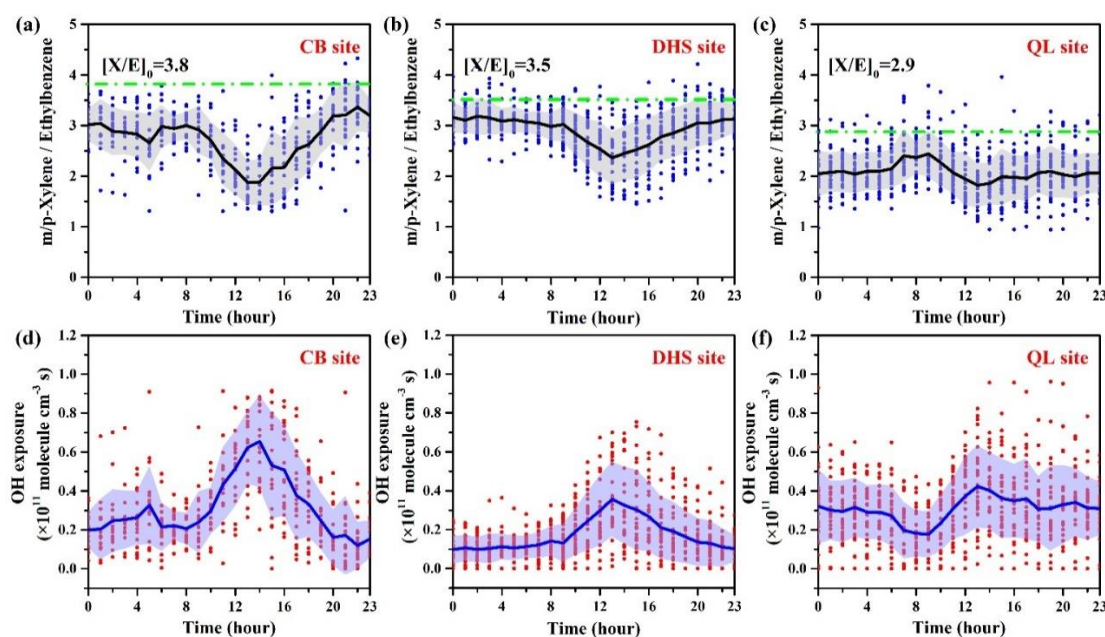 (a)
CB site
[X/E]₀=3.8
m/p-Xylene / Ethylbenzene
5
4
3
2
1
0
0 4 8 12 16 20 23
Time (hour)
(b)
DHS site
[X/E]₀=3.5
m/p-Xylene / Ethylbenzene
5
4
3
2
1
0
0 4 8 12 16 20 23
Time (hour)
(c)
QL site
[X/E]₀=2.9
m/p-Xylene / Ethylbenzene
5
4
3
2
1
0
0 4 8 12 16 20 23
Time (hour)
(d)
CB site
OH exposure
(×10¹¹ molecule cm⁻³ s)
1.2
1.0
0.8
0.6
0.4
0.2
0.0
0 4 8 12 16 20 23
Time (hour)
(e)
DHS site
OH exposure
(×10¹¹ molecule cm⁻³ s)
1.2
1.0
0.8
0.6
0.4
0.2
0.0
0 4 8 12 16 20 23
Time (hour)
(f)
QL site
OH exposure
(×10¹¹ molecule cm⁻³ s)
1.2
1.0
0.8
0.6
0.4
0.2
0.0
0 4 8 12 16 20 23
Time (hour)